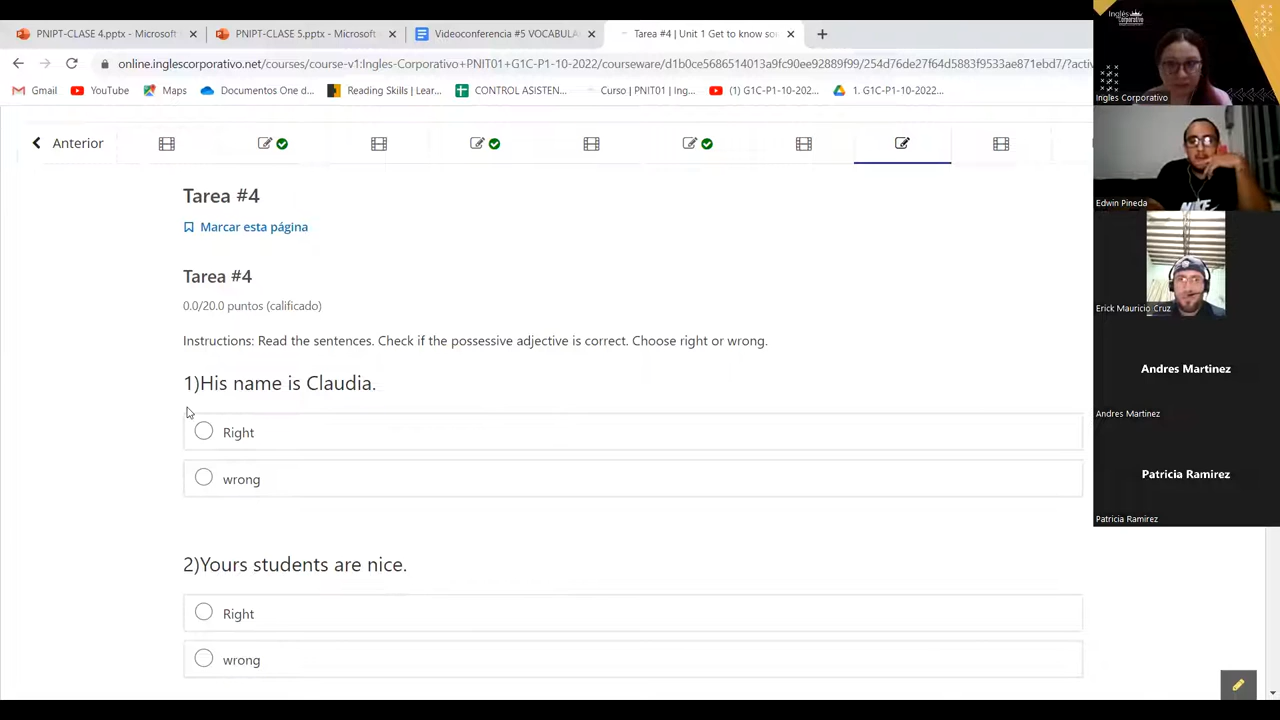 PNIPT-CLASE 4.pptx - Microsoft
PNIPT-CLASE 5.pptx - Microsoft
Videoconferencia #5 VOCABULA
Tarea #4 | Unit 1 Get to know so
online.inglescorporativo.net/courses/course-v1:Ingles-Corporativo+PNIT01+G1C-P1-10-2022/courseware/d1b0ce5686514013a9fc90ee92889f99/254d76de27f64d5883f9533ae871ebd7/?activ
Gmail
YouTube
Maps
Documentos One d...
Reading Skills | Lear...
CONTROL ASISTEN...
Curso | PNIT01 | Ing...
(1) G1C-P1-10-202...
1. G1C-P1-10-2022...
Anterior
Tarea #4
Marcar esta página
Tarea #4
0.0/20.0 puntos (calificado)
Instructions: Read the sentences. Check if the possessive adjective is correct. Choose right or wrong.
1)His name is Claudia.
Right
wrong
2)Yours students are nice.
Right
wrong
Inglés
Corporativo
Ingles Corporativo
NIKE
Edwin Pineda
Erick Mauricio Cruz
Andres Martinez
Andres Martinez
Patricia Ramirez
Patricia Ramirez